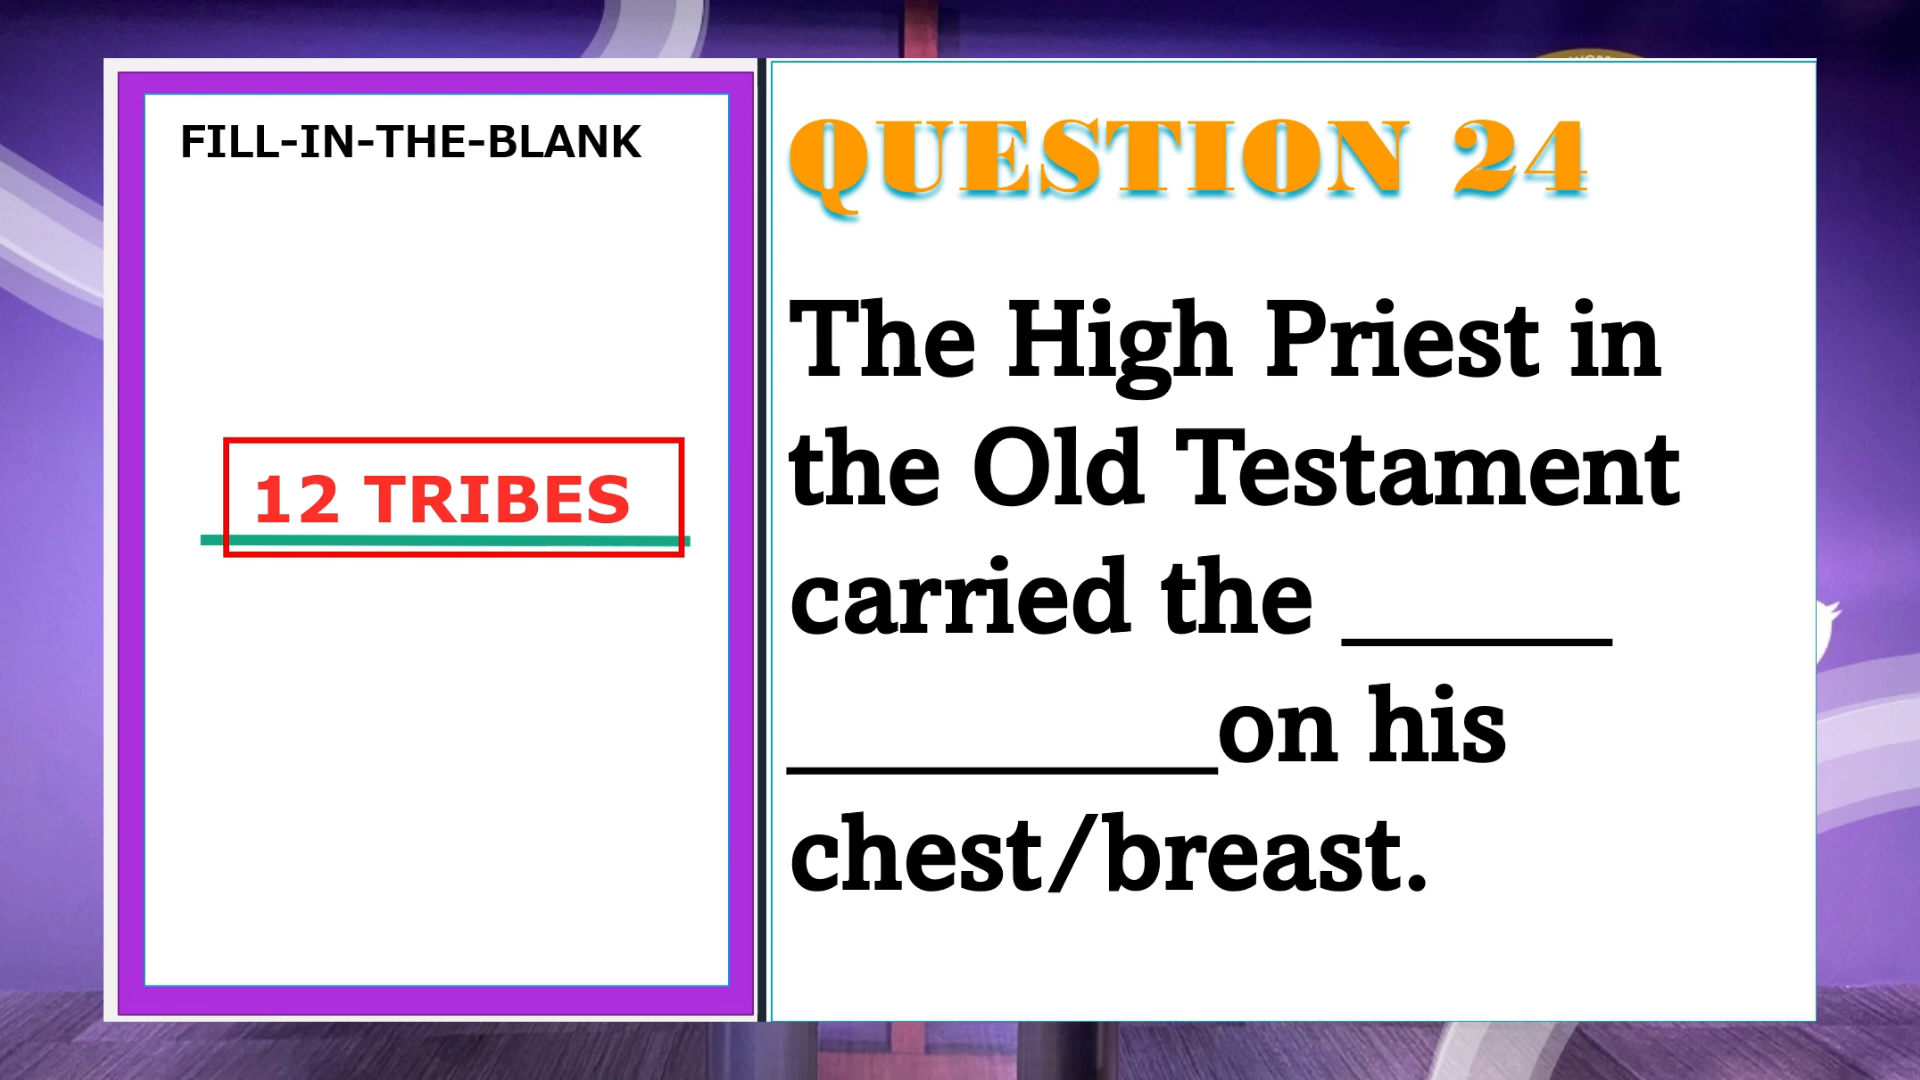 FILL-IN-THE-BLANK
12 TRIBES
QUESTION 24
The High Priest in
the Old Testament
carried the _____
________on his
chest/breast.